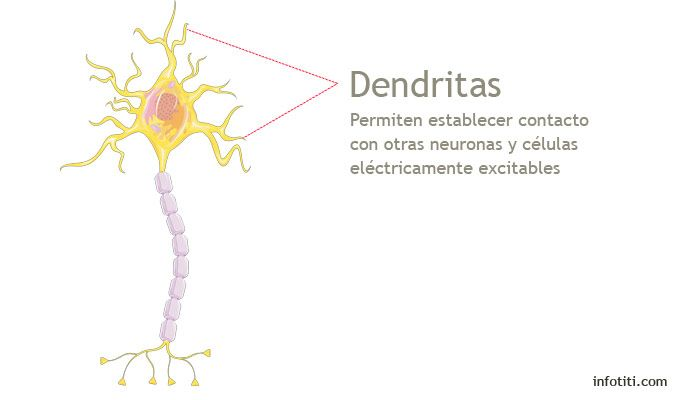 Dendritas
Permiten establecer contacto
con otras neuronas y células
eléctricamente excitables
infotiti.com